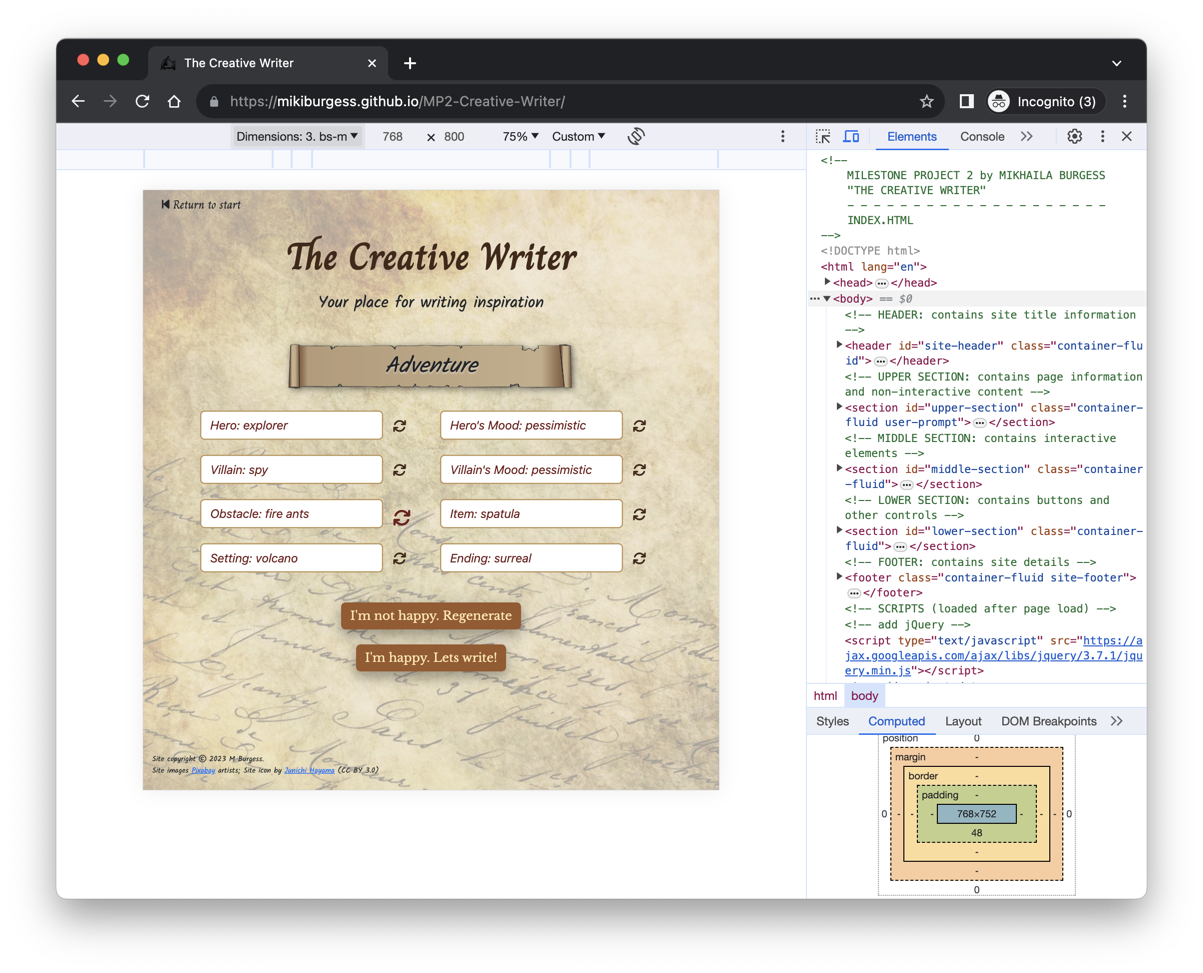 The Creative Writer
https://mikiburgess.github.io/MP2-Creative-Writer/
Incognito (3)
Dimensions: 3. bs-m 768 × 800 75% Custom
Return to start
The Creative Writer
Your place for writing inspiration
Adventure
Hero: explorer
Hero's Mood: pessimistic
Villain: spy
Villain's Mood: pessimistic
Obstacle: fire ants
Item: spatula
Setting: volcano
Ending: surreal
I'm not happy. Regenerate
I'm happy. Lets write!
Site copyright © 2023 M Burgess.
Site images Pixabay artists; Site icon by Junichi Hayama (CC BY 3.0)
Elements Console
<!--
MILESTONE PROJECT 2 by MIKHAILA BURGESS
"THE CREATIVE WRITER"
- - - - - - - - - - - - - - - - - - - -
INDEX.HTML
-->
<!DOCTYPE html>
<html lang="en">
<head> … </head>
<body> == $0
<!-- HEADER: contains site title information
-->
<header id="site-header" class="container-flu
id"> … </header>
<!-- UPPER SECTION: contains page information
and non-interactive content -->
<section id="upper-section" class="container-
fluid user-prompt"> … </section>
<!-- MIDDLE SECTION: contains interactive
elements -->
<section id="middle-section" class="container
-fluid"> … </section>
<!-- LOWER SECTION: contains buttons and
other controls -->
<section id="lower-section" class="container-
fluid"> … </section>
<!-- FOOTER: contains site details -->
<footer class="container-fluid site-footer">
… </footer>
<!-- SCRIPTS (loaded after page load) -->
<!-- add jQuery -->
<script type="text/javascript" src="https://a
jax.googleapis.com/ajax/libs/jquery/3.7.1/jqu
ery.min.js"></script>
html body
Styles Computed Layout DOM Breakpoints
position 0
margin -
border -
padding -
0 - - - 768×752 - - - 0
48
-
-
0